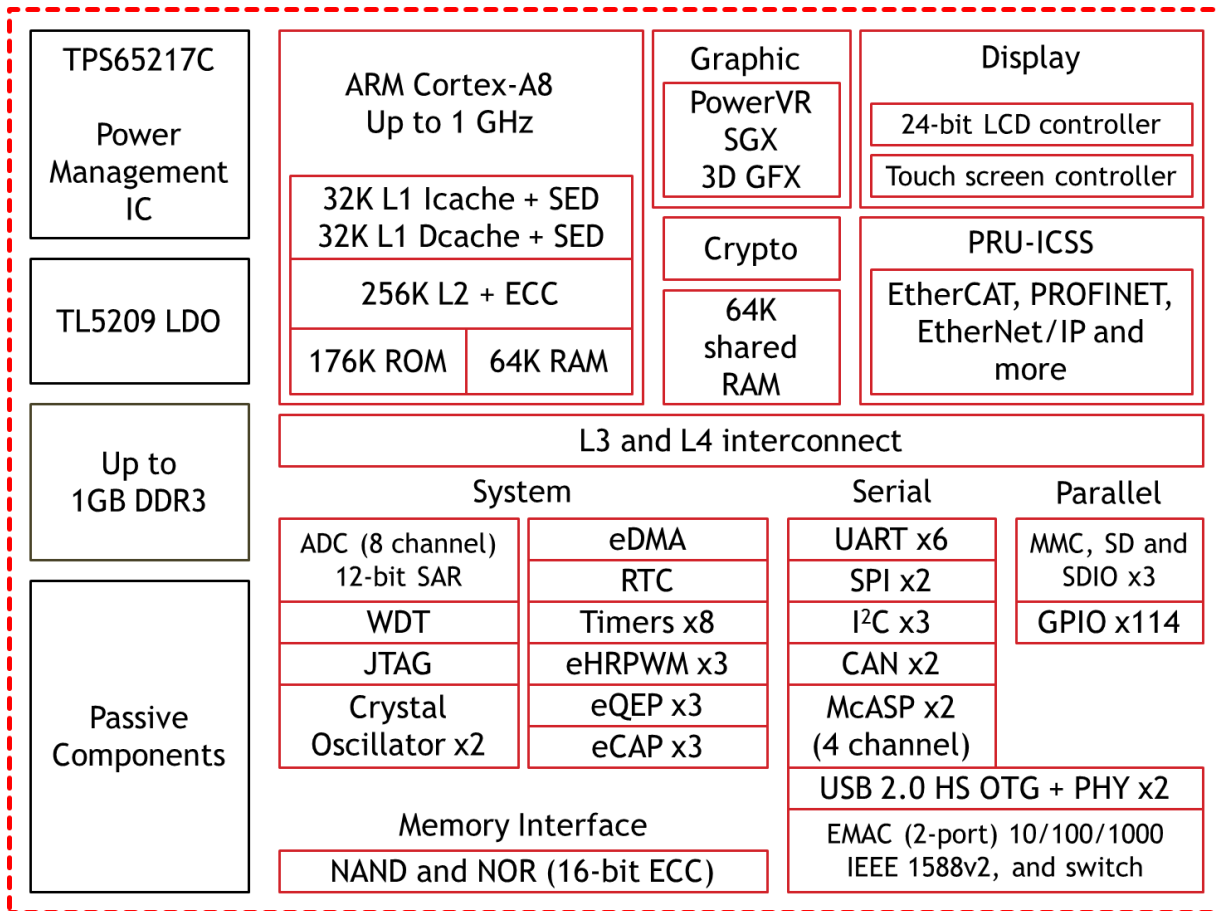 TPS65217C
Power
Management
IC
TL5209 LDO
Up to
1GB DDR3
Passive
Components
ARM Cortex-A8
Up to 1 GHz
32K L1 Icache + SED
32K L1 Dcache + SED
256K L2 + ECC
176K ROM
64K RAM
Graphic
PowerVR
SGX
3D GFX
Crypto
64K
shared
RAM
Display
24-bit LCD controller
Touch screen controller
PRU-ICSS
EtherCAT, PROFINET,
EtherNet/IP and
more
L3 and L4 interconnect
System
ADC (8 channel)
12-bit SAR
WDT
JTAG
Crystal
Oscillator x2
eDMA
RTC
Timers x8
eHRPWM x3
eQEP x3
eCAP x3
Serial
UART x6
SPI x2
I²C x3
CAN x2
McASP x2
(4 channel)
USB 2.0 HS OTG + PHY x2
EMAC (2-port) 10/100/1000
IEEE 1588v2, and switch
Parallel
MMC, SD and
SDIO x3
GPIO x114
Memory Interface
NAND and NOR (16-bit ECC)